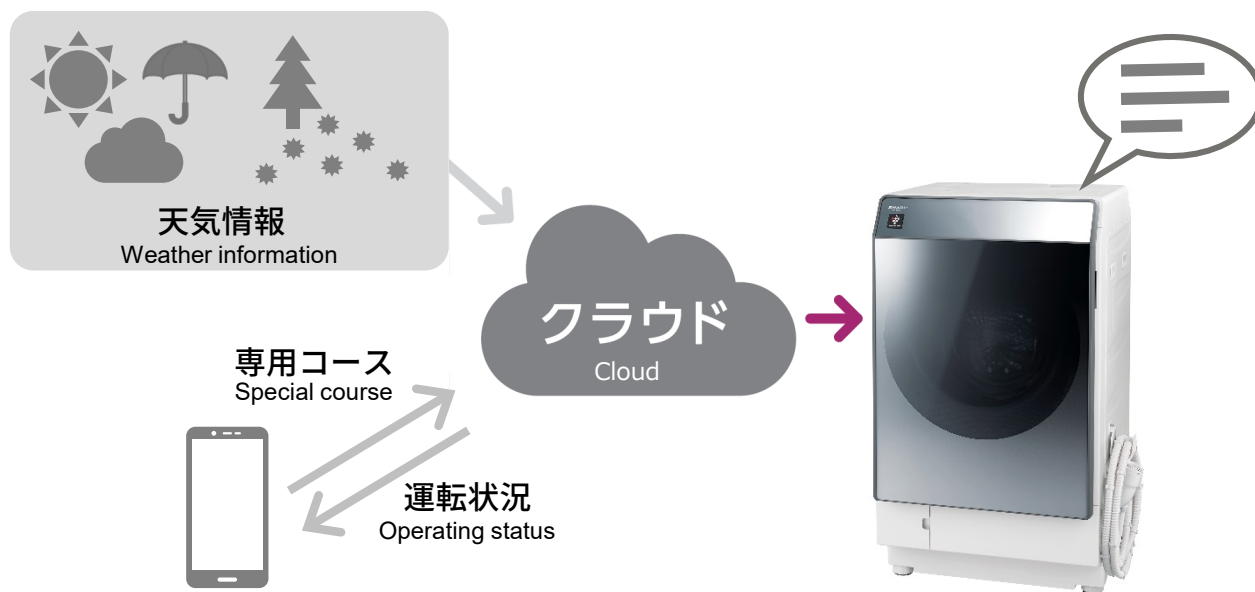 天気情報
Weather information
クラウド
Cloud
専用コース
Special course
運転状況
Operating status
SHARP